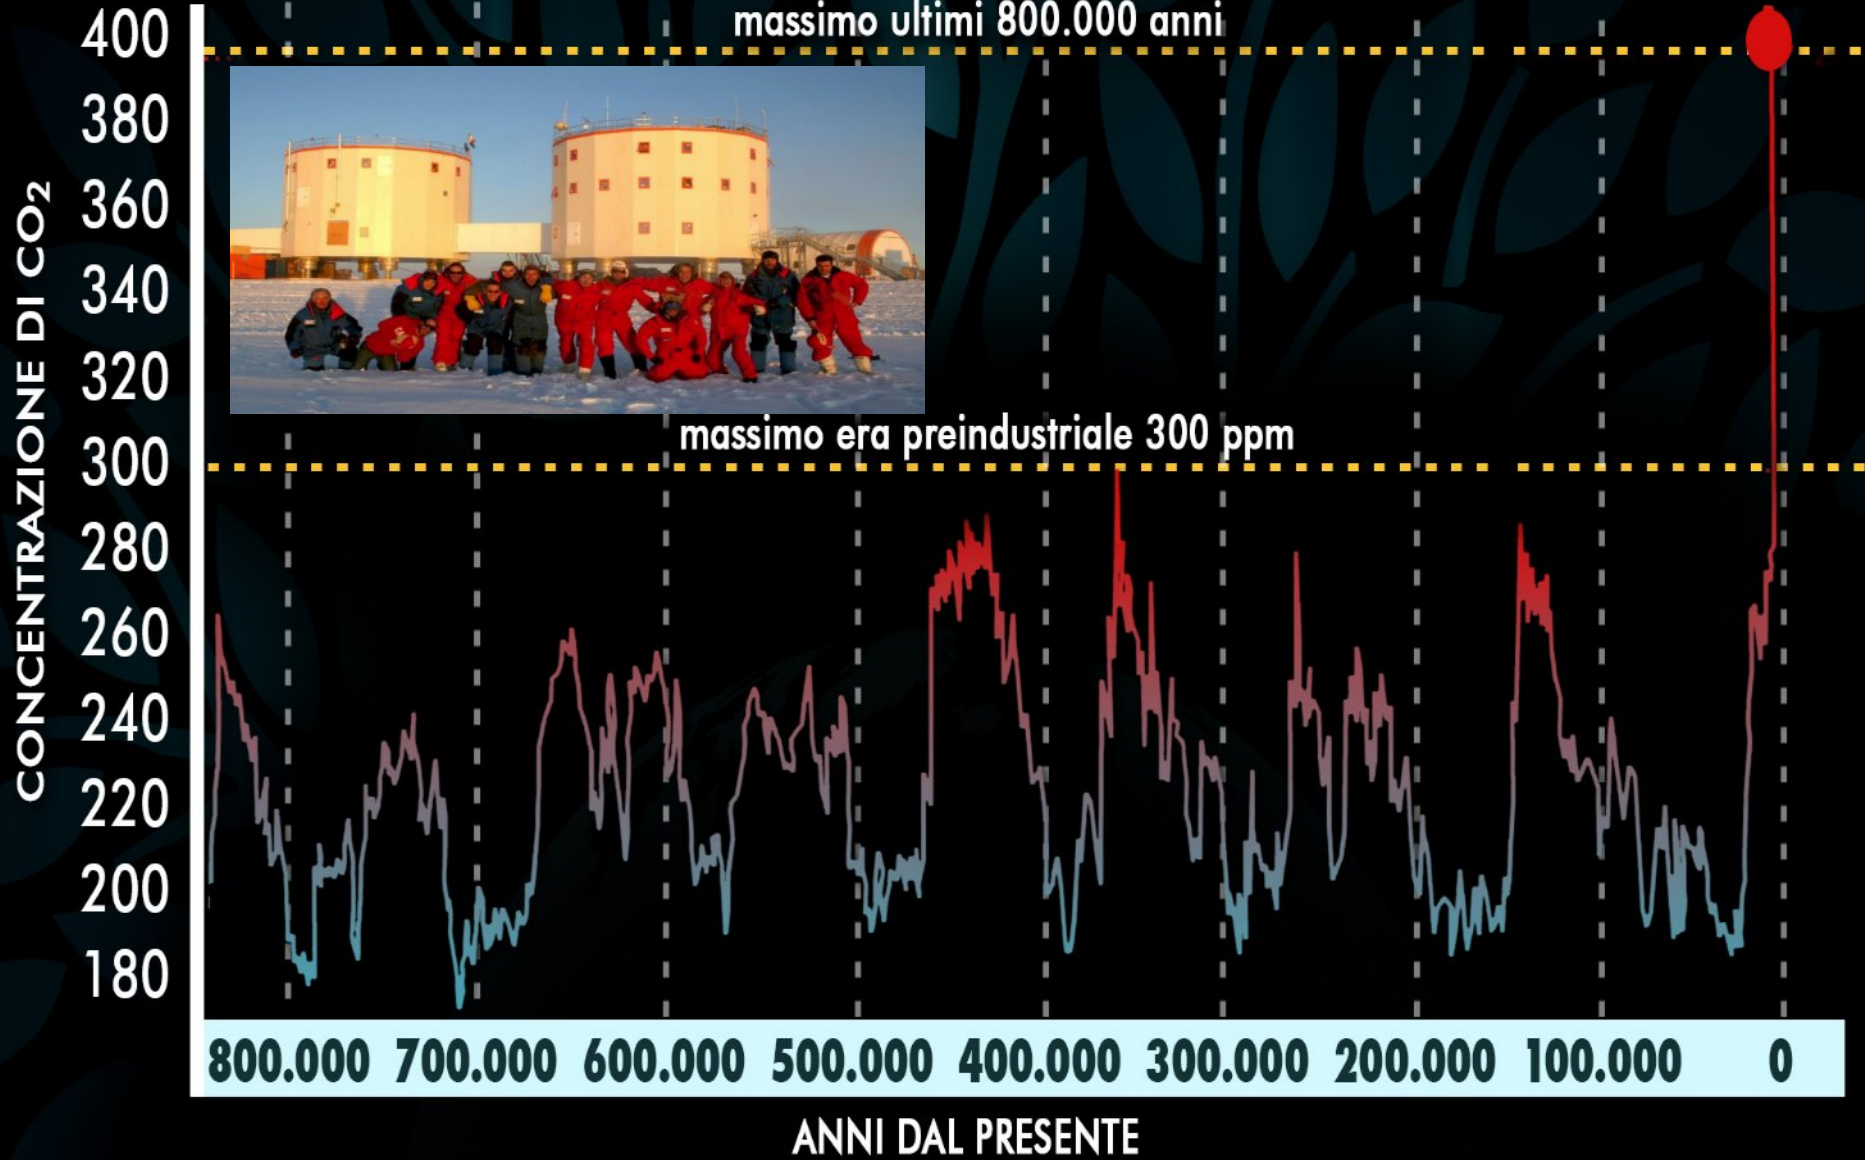 massimo ultimi 800.000 anni
400
380
360
340
320
300
280
260
240
220
200
180
CONCENTRAZIONE DI CO2
massimo era preindustriale 300 ppm
800.000 700.000 600.000 500.000 400.000 300.000 200.000 100.000 0
ANNI DAL PRESENTE